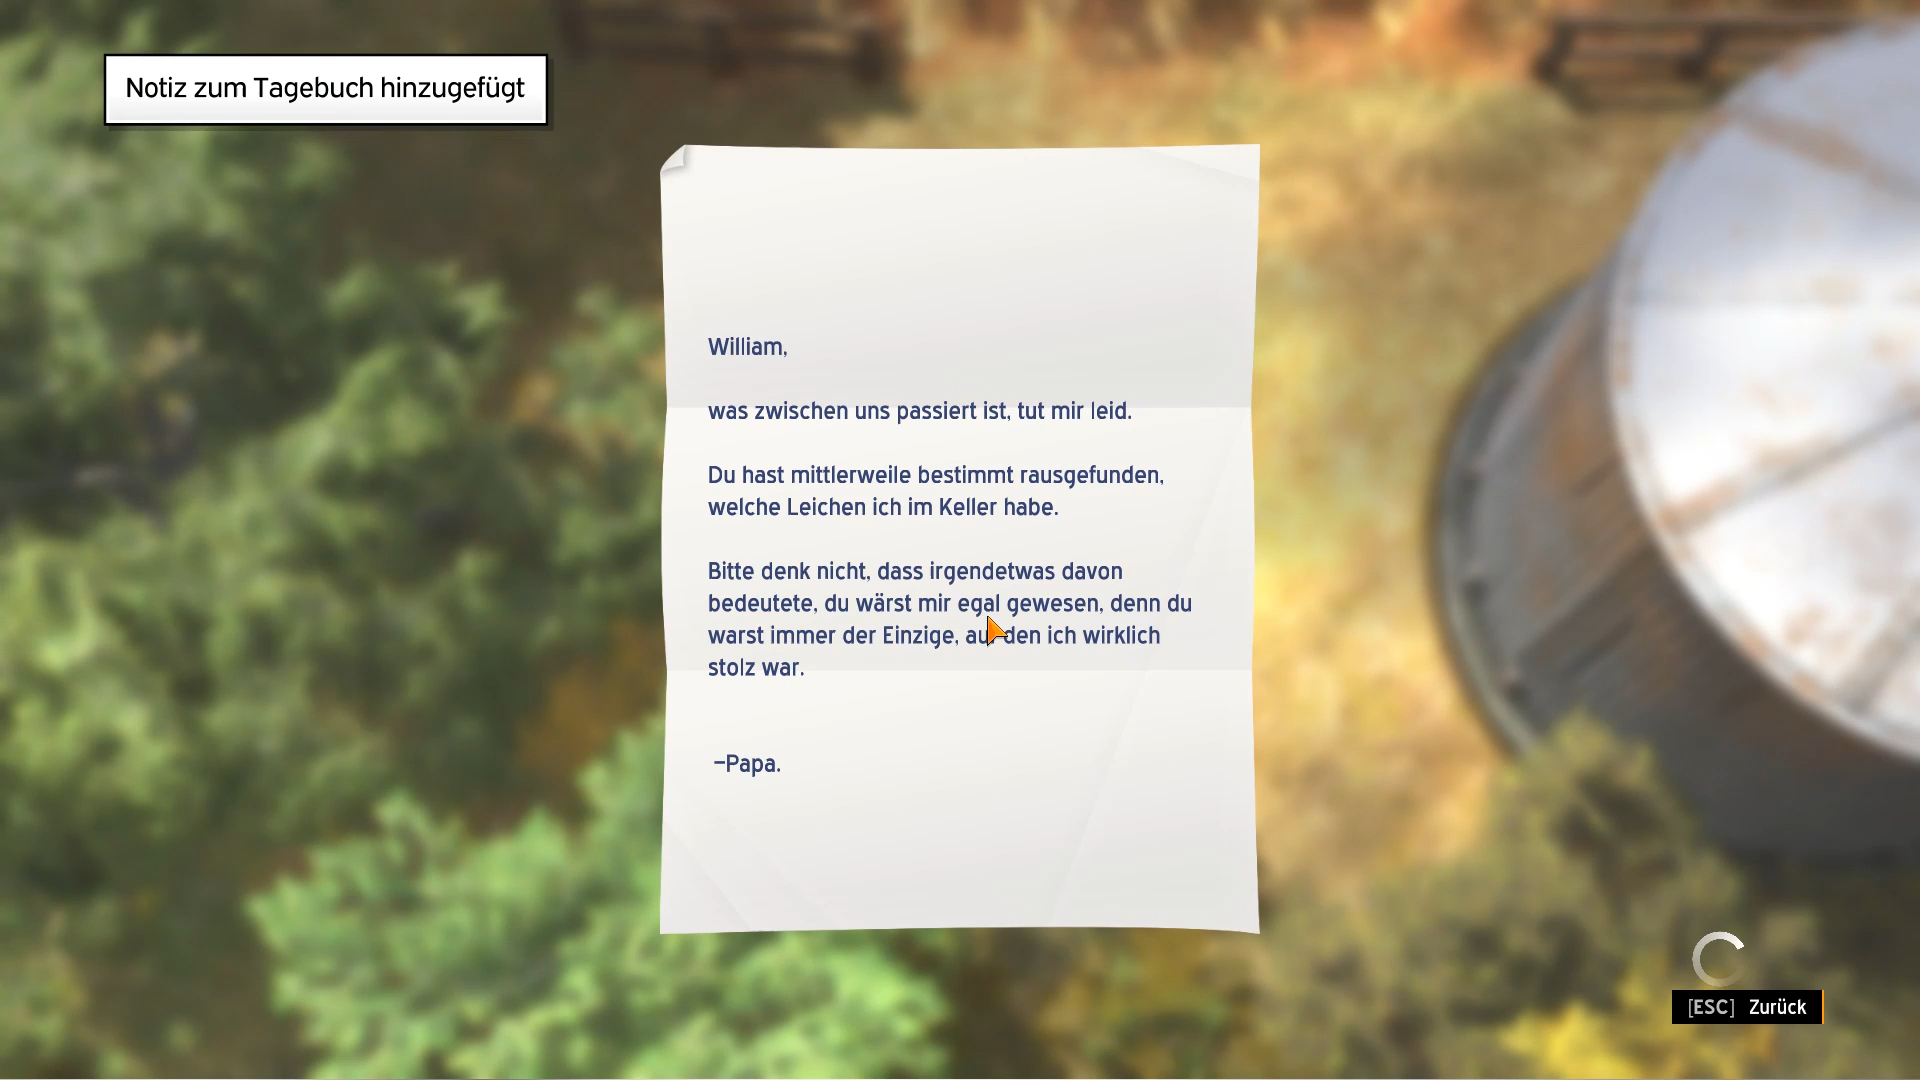 Notiz zum Tagebuch hinzugefügt
William,
was zwischen uns passiert ist, tut mir leid.
Du hast mittlerweile bestimmt rausgefunden,
welche Leichen ich im Keller habe.
Bitte denk nicht, dass irgendetwas davon
bedeutete, du wärst mir egal gewesen, denn du
warst immer der Einzige, auf den ich wirklich
stolz war.
–Papa.
[ESC] Zurück